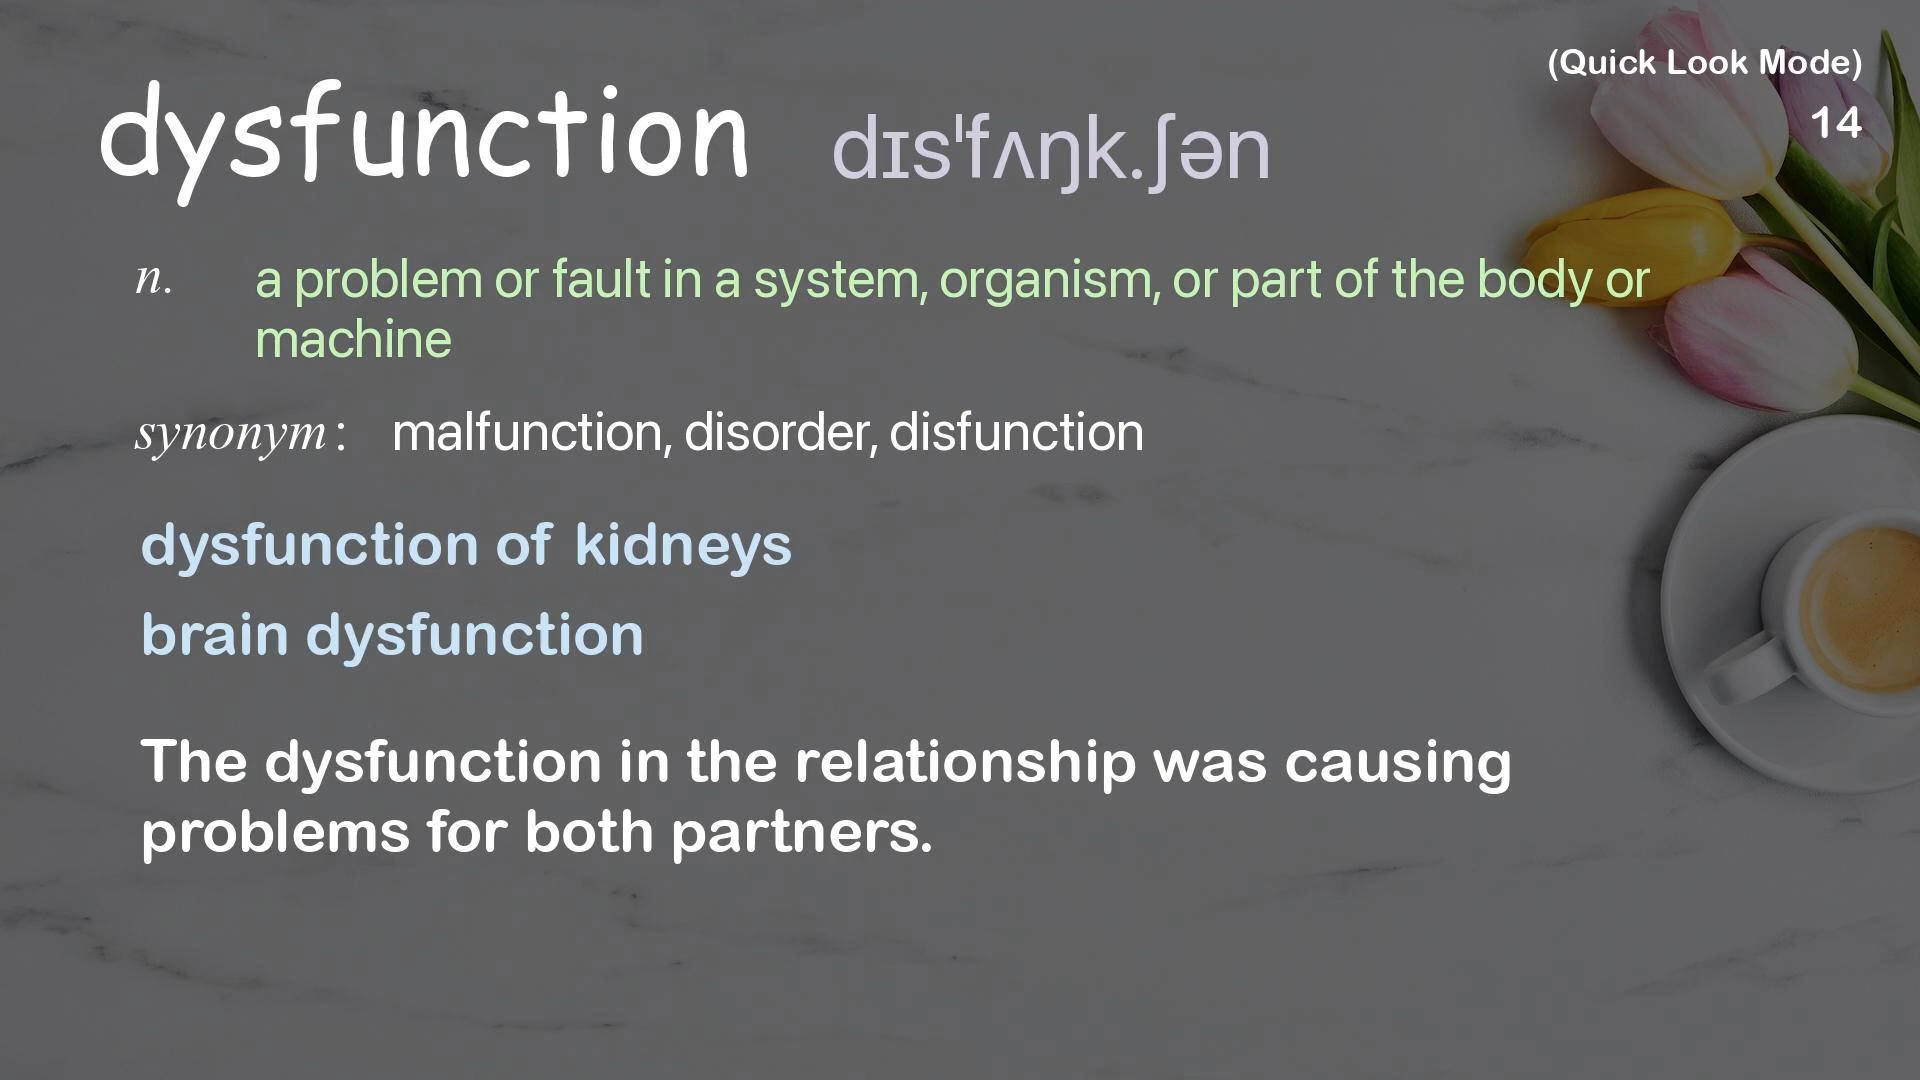 (Quick Look Mode)
14
dysfunction dɪsˈfʌŋk.ʃən
n. a problem or fault in a system, organism, or part of the body or
machine
synonym: malfunction, disorder, disfunction
dysfunction of kidneys
brain dysfunction
The dysfunction in the relationship was causing
problems for both partners.